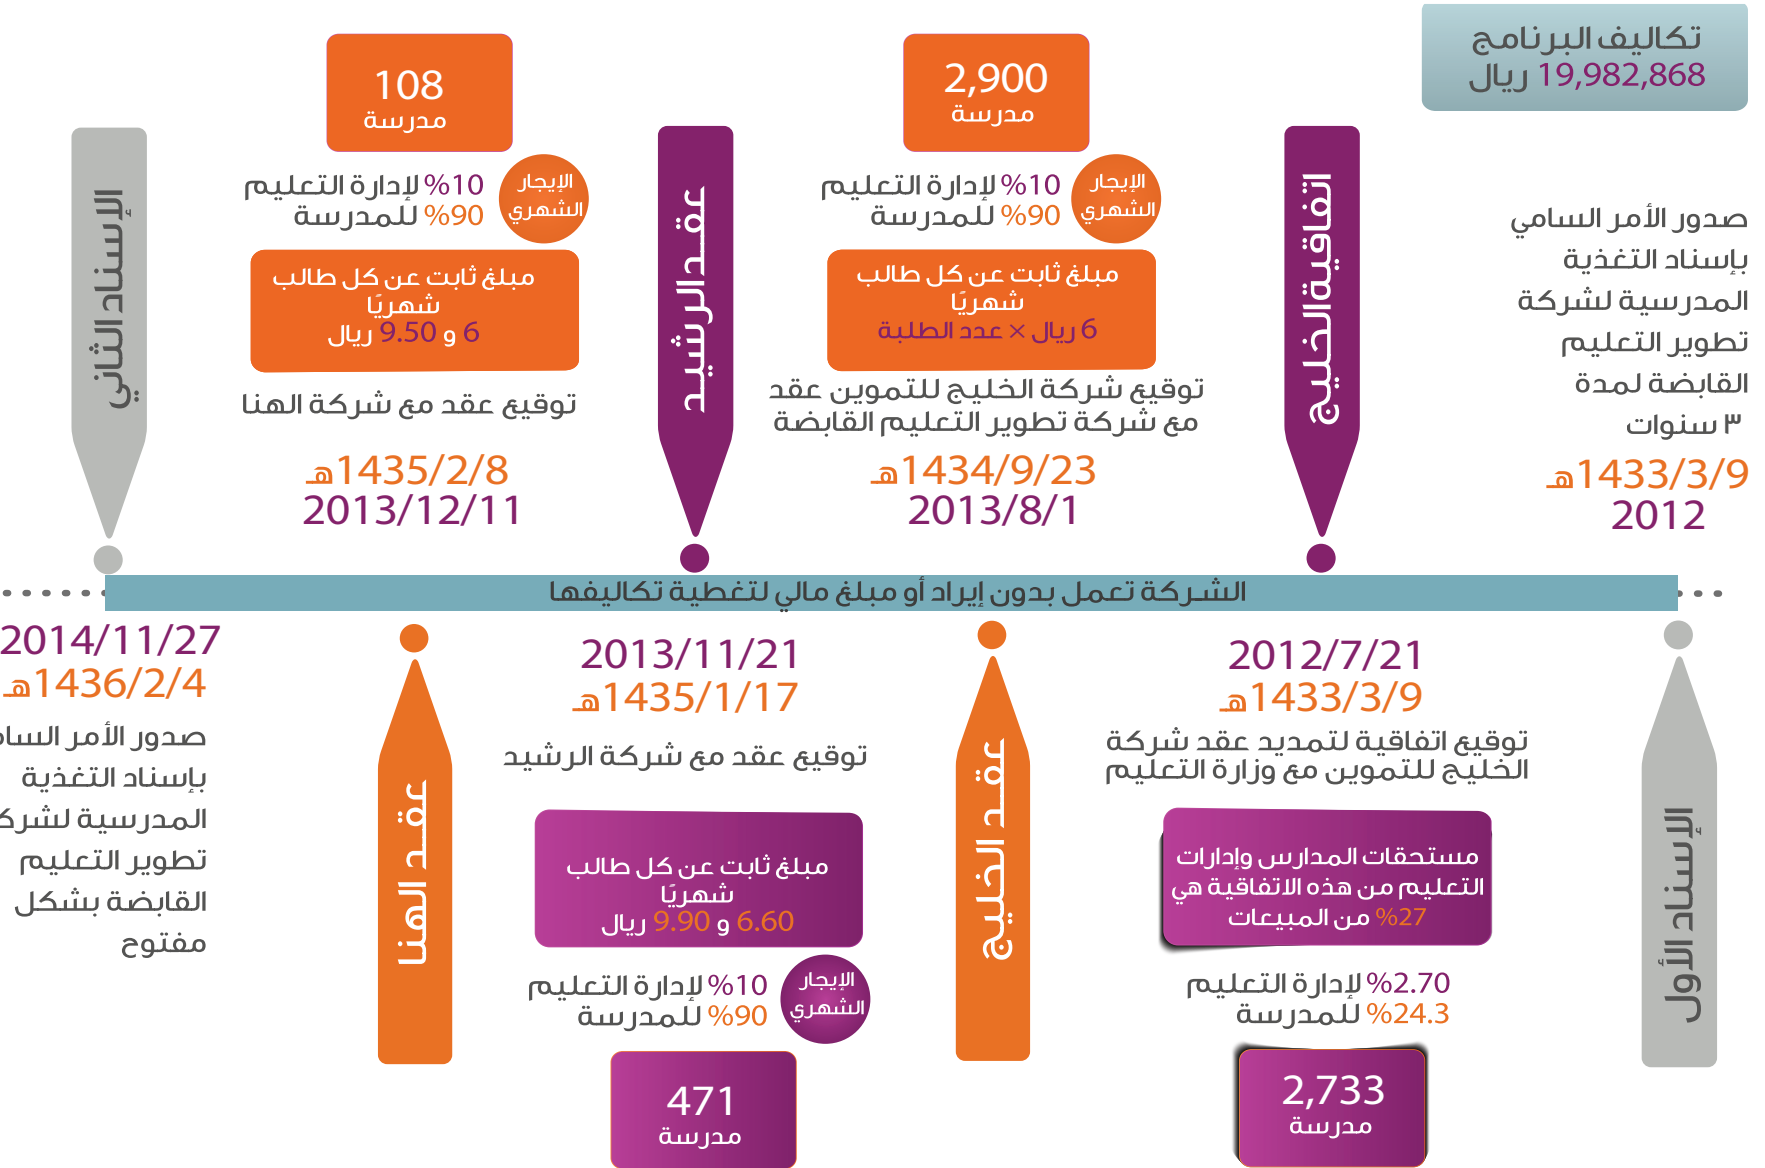 تكاليف البرنامج
19,982,868 ريال
صدور الأمر السامي
بإسناد التغذية
المدرسية لشركة
تطوير التعليم
القابضة لمدة
٣ سنوات
1433/3/9هـ
2012
اتفاقية الخليج
2,900
مدرسة
الإيجار
الشهري
%10 لإدارة التعليم
%90 للمدرسة
مبلغ ثابت عن كل طالب
شهريًا
6 ريال × عدد الطلبة
توقيع شركة الخليج للتموين عقد
مع شركة تطوير التعليم القابضة
1434/9/23هـ
2013/8/1
عقد الرشيد
108
مدرسة
الإيجار
الشهري
%10 لإدارة التعليم
%90 للمدرسة
مبلغ ثابت عن كل طالب
شهريًا
6 و 9.50 ريال
توقيع عقد مع شركة الهنا
1435/2/8هـ
2013/12/11
الإسناد الثاني
الشركة تعمل بدون إيراد أو مبلغ مالي لتغطية تكاليفها
الإسناد الأول
2012/7/21
1433/3/9هـ
توقيع اتفاقية لتمديد عقد شركة
الخليج للتموين مع وزارة التعليم
مستحقات المدارس وإدارات
التعليم من هذه الاتفاقية هي
%27 من المبيعات
%2.70 لإدارة التعليم
%24.3 للمدرسة
2,733
مدرسة
عقد الخليج
2013/11/21
1435/1/17هـ
توقيع عقد مع شركة الرشيد
مبلغ ثابت عن كل طالب
شهريًا
6.60 و 9.90 ريال
الإيجار
الشهري
%10 لإدارة التعليم
%90 للمدرسة
471
مدرسة
عقد الهنا
2014/11/27
1436/2/4هـ
صدور الأمر السا
بإسناد التغذية
المدرسية لشرك
تطوير التعليم
القابضة بشكل
مفتوح